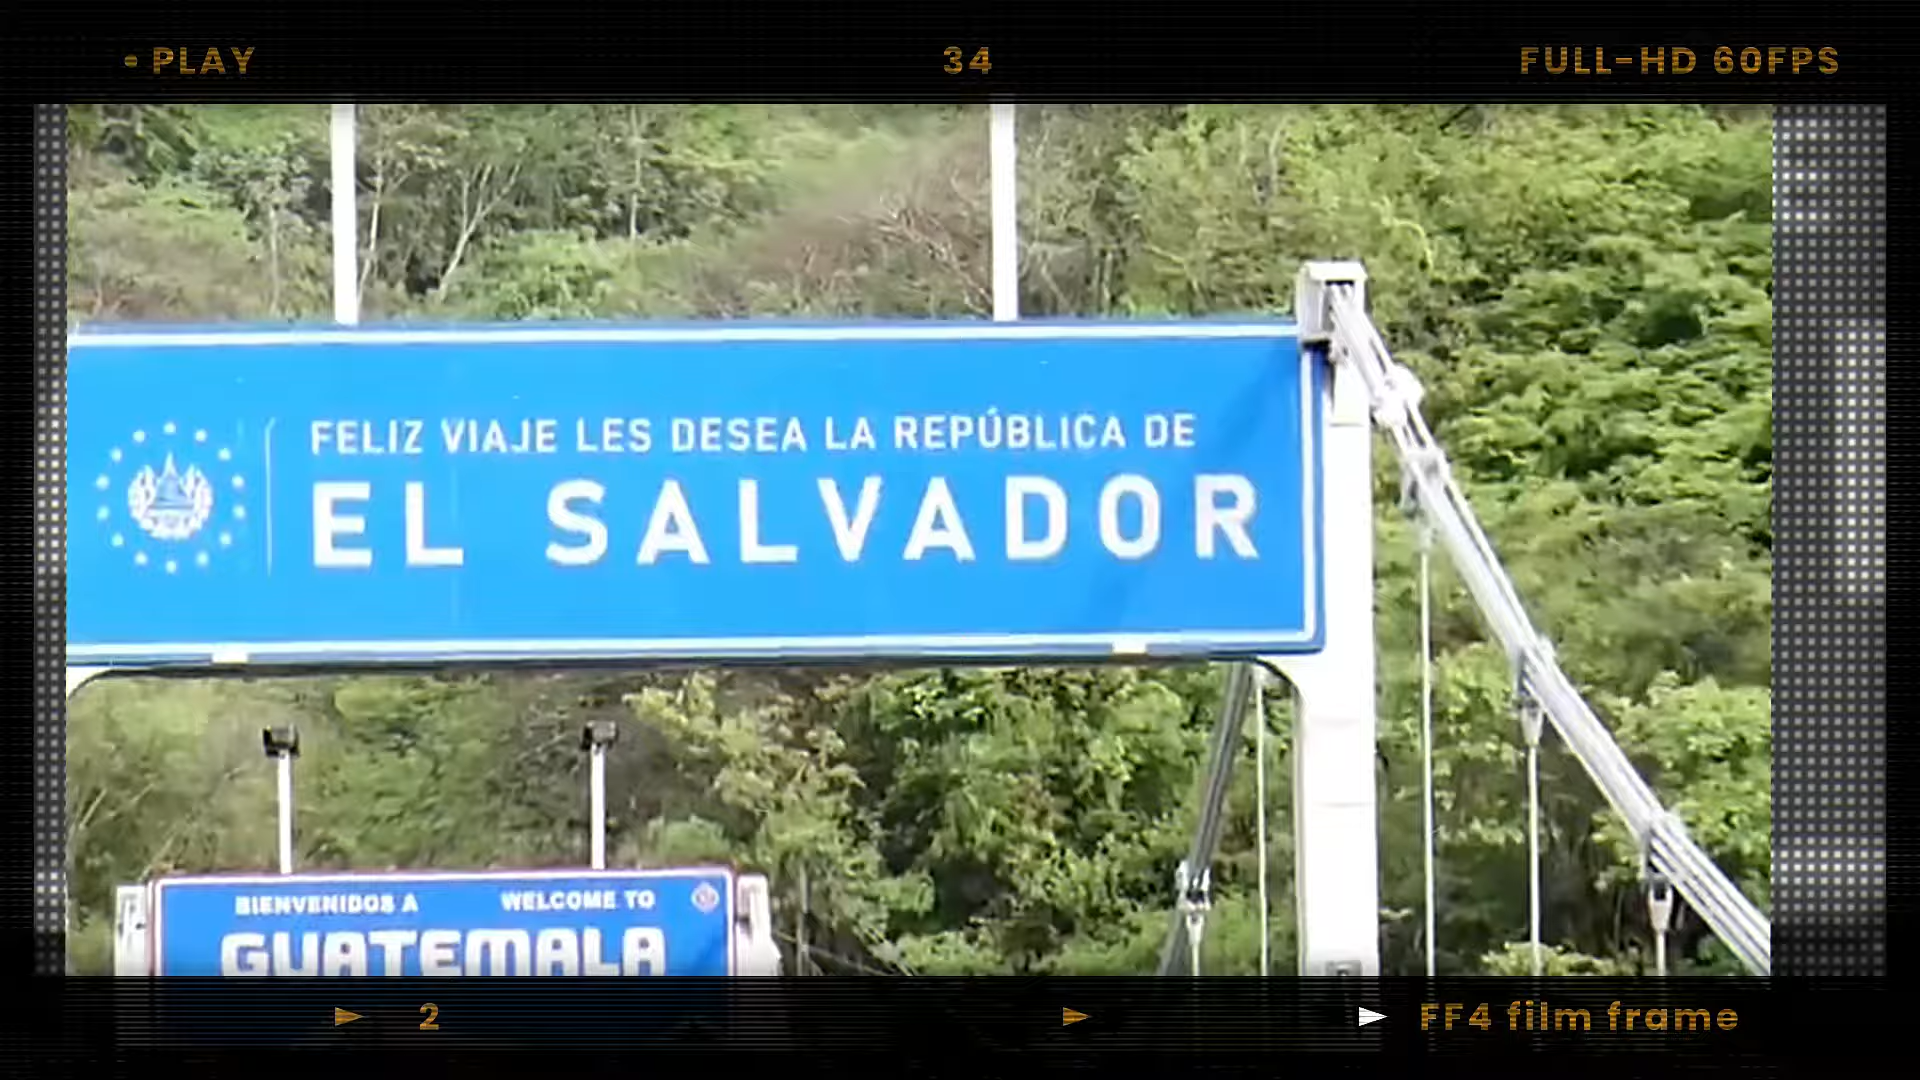 • PLAY
34
FULL-HD 60FPS
FELIZ VIAJE LES DESEA LA REPÚBLICA DE
EL SALVADOR
BIENVENIDOS A
WELCOME TO
GUATEMALA
2
FF4 film frame